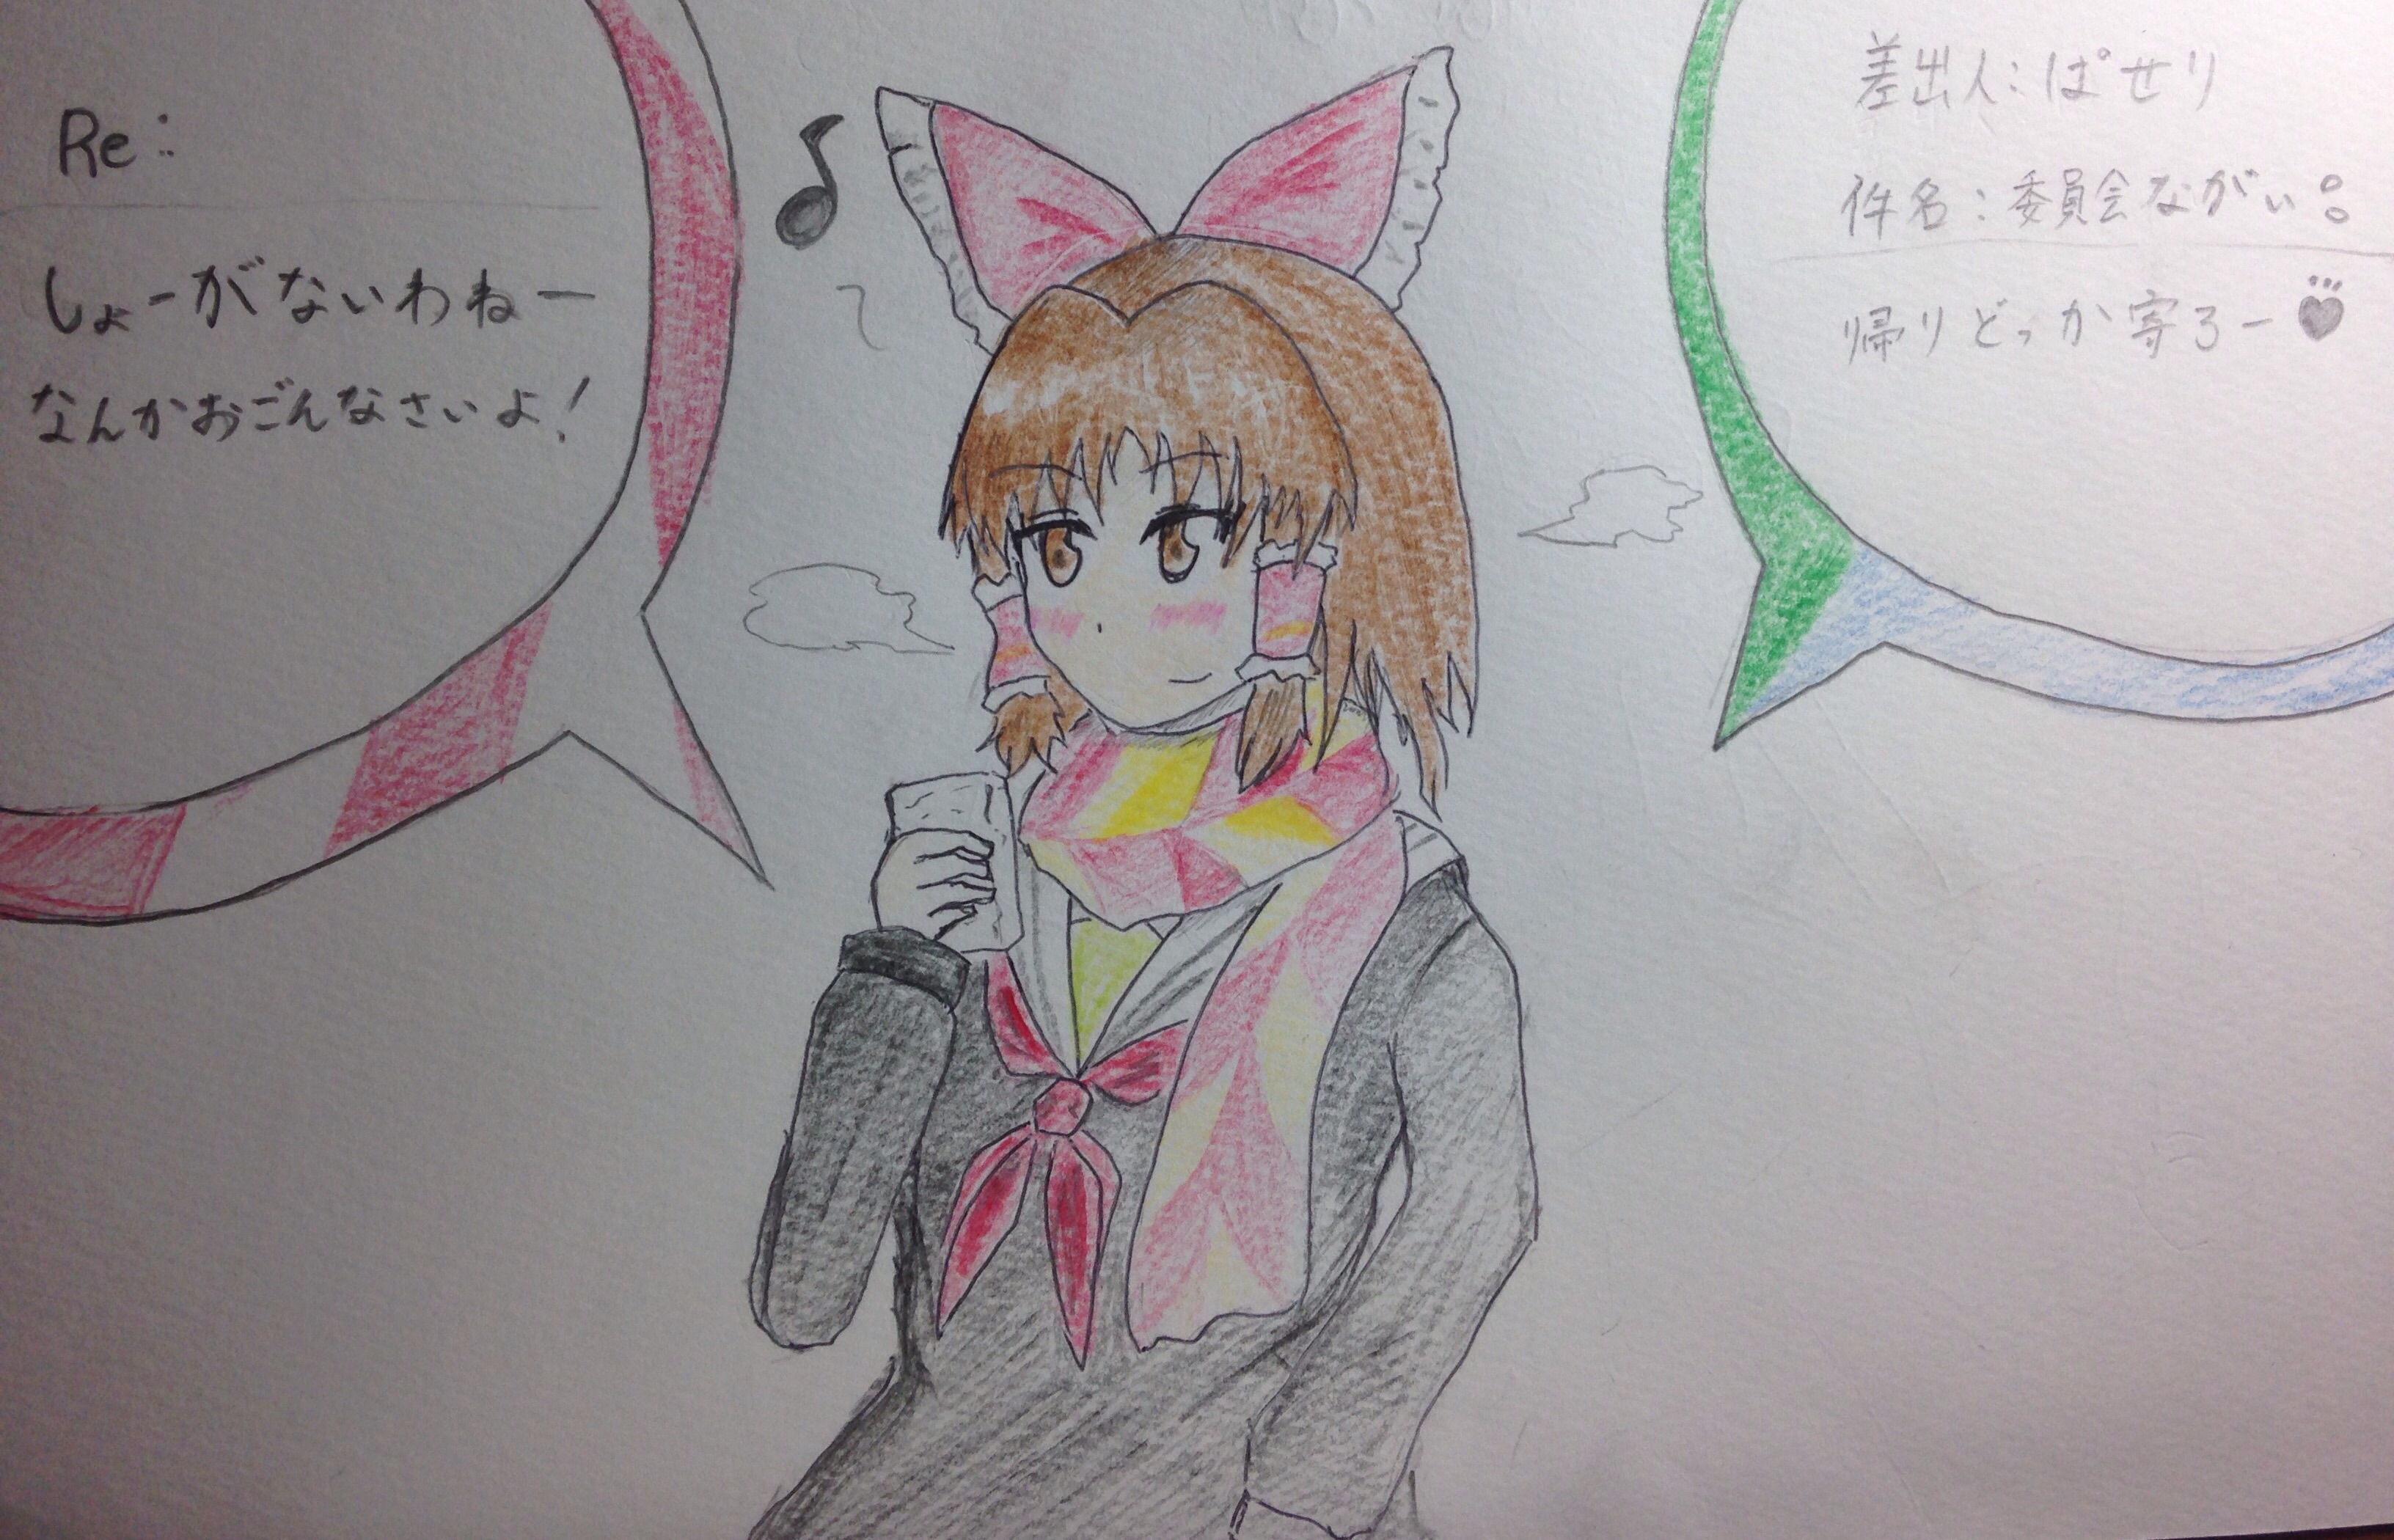 Re:
しょーがないわねー
なんかおごんなさいよ!
差出人:ぱせり
件名:委員会ながい。。
帰りどっか寄ろー